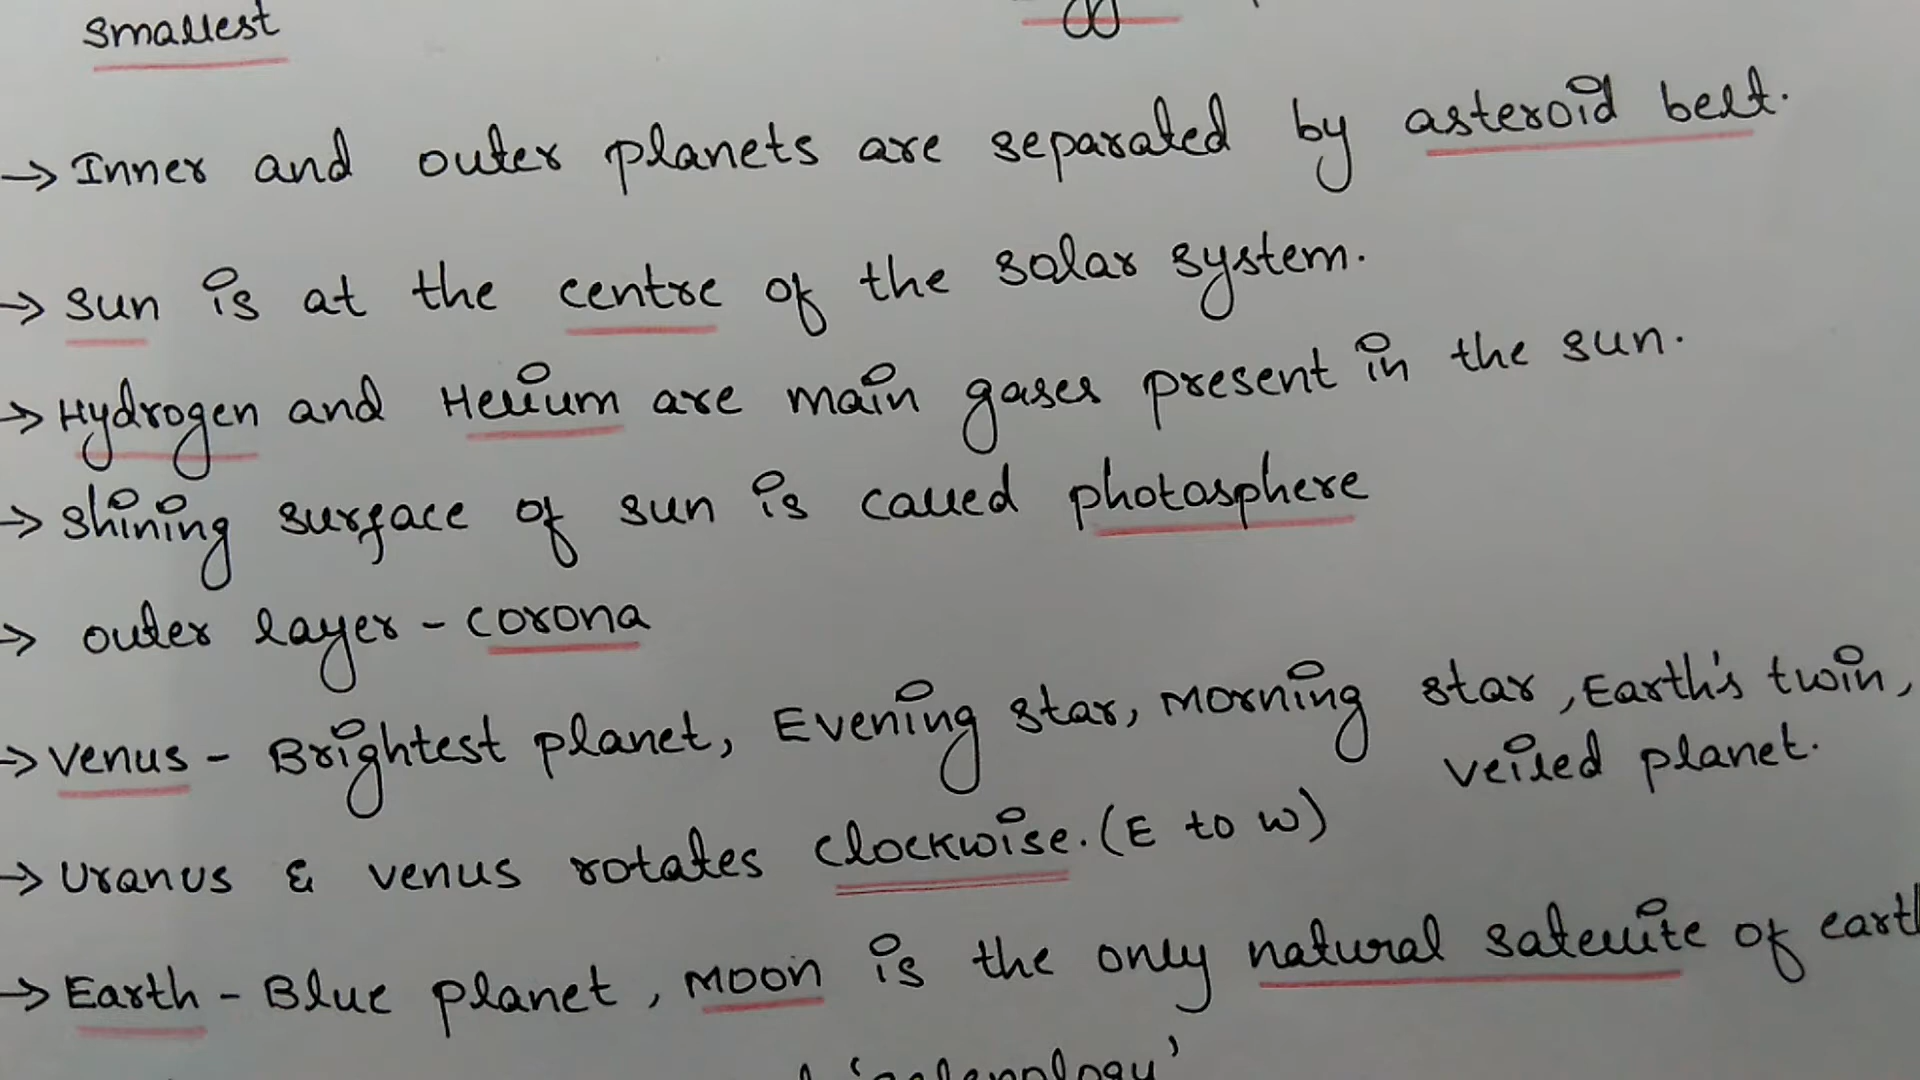 smallest
→ Inner and outer planets are separated by asteroid belt.
→ sun is at the centre of the solar system.
→ Hydrogen and Helium are main gases present in the sun.
→ shining surface of sun is called photosphere
→ outer layer - corona
→ venus - Brightest planet, Evening star, Morning star, Earth's twin,
veiled planet.
→ Uranus & venus rotates clockwise. (E to W)
→ Earth - Blue planet, Moon is the only natural satellite of earth
'selenology'